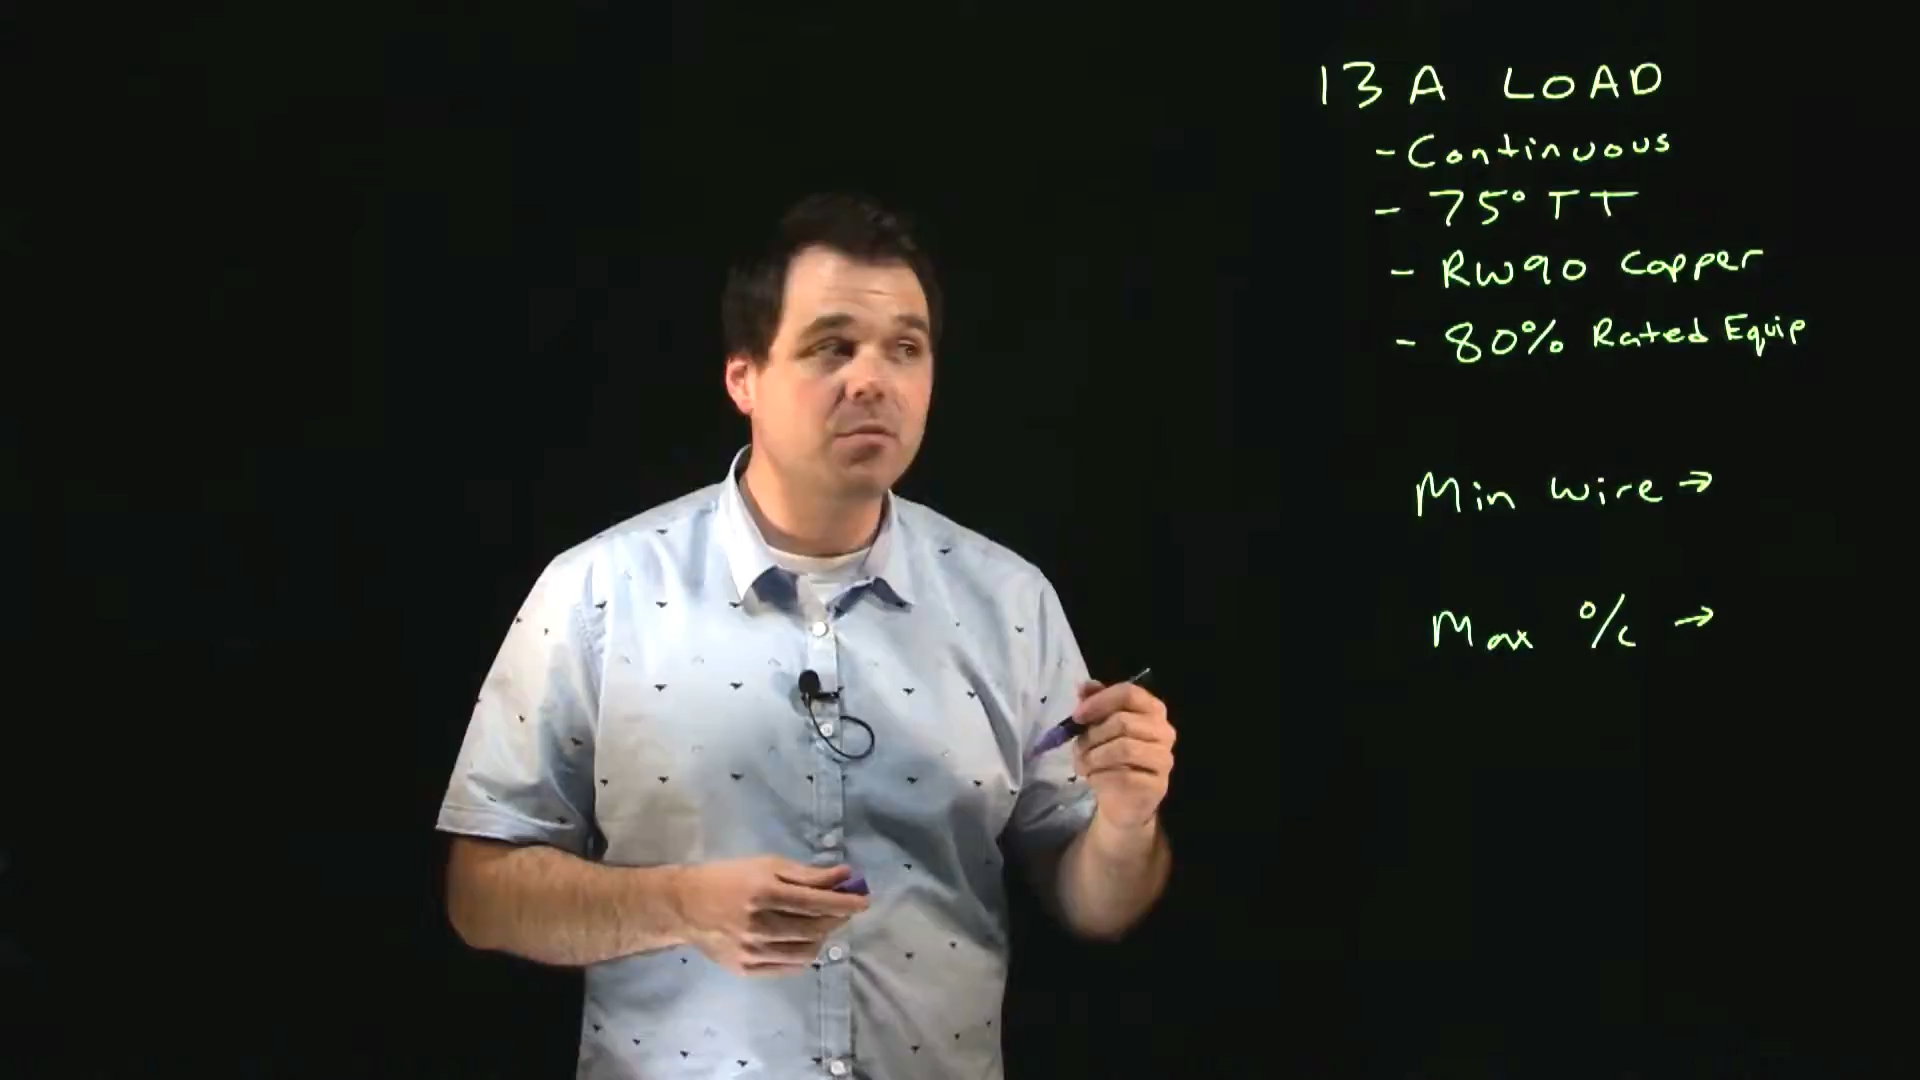 13 A LOAD
- Continuous
- 75° TT
- RW90 Copper
- 80% Rated Equip
Min Wire →
Max O/C →